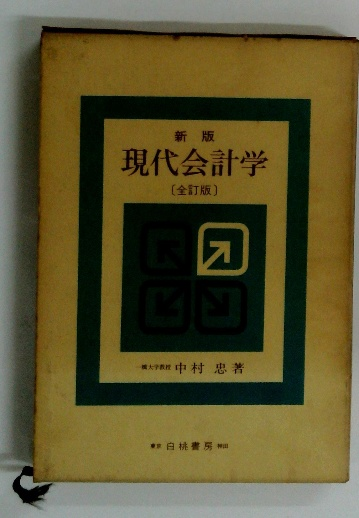 新版
現代会計学
〔全訂版〕
一橋大学教授 中村 忠著
東京 白桃書房 神田